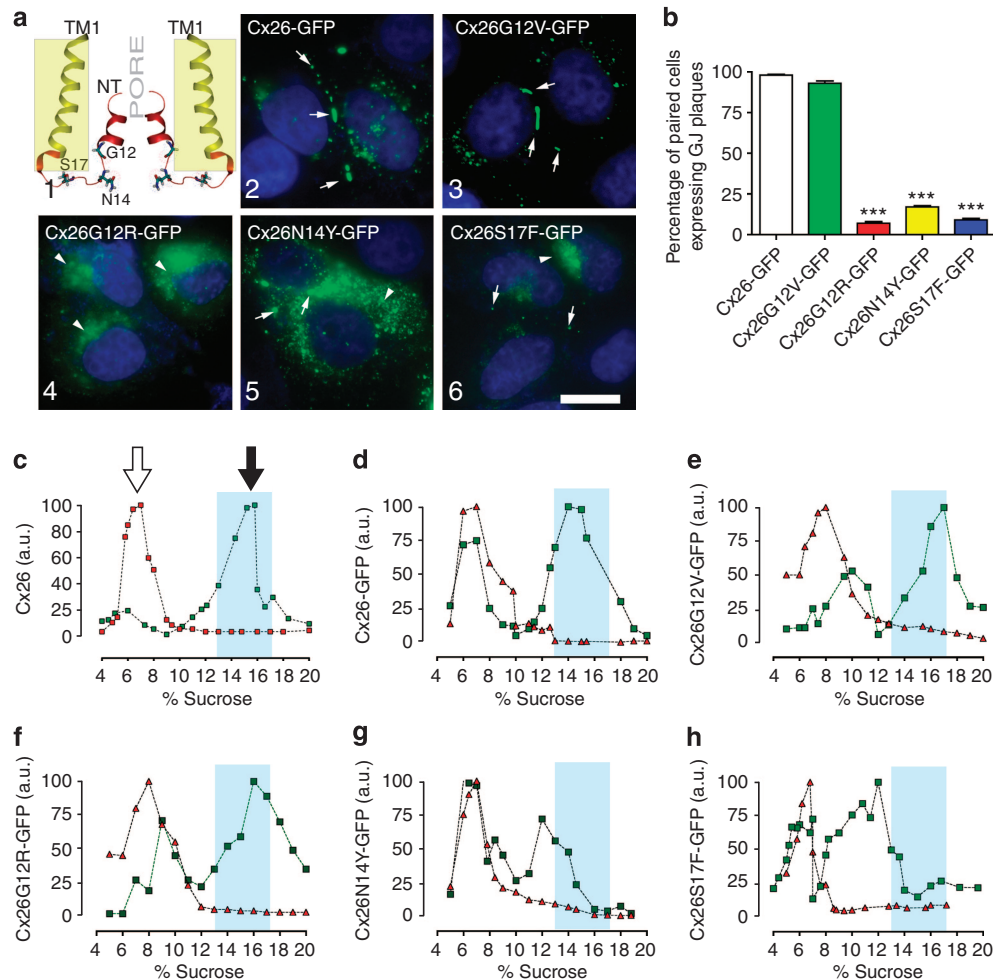 a
TM1
TM1
PORE
NT
G12
S17
N14
1
Cx26-GFP
2
Cx26G12V-GFP
3
Cx26G12R-GFP
4
Cx26N14Y-GFP
5
Cx26S17F-GFP
6
b
Percentage of paired cells
expressing GJ plaques
100
75
50
25
0
***
***
***
Cx26-GFP
Cx26G12V-GFP
Cx26G12R-GFP
Cx26N14Y-GFP
Cx26S17F-GFP
c
Cx26 (a.u.)
100
75
50
25
0
4 6 8 10 12 14 16 18 20
% Sucrose
d
Cx26-GFP (a.u.)
100
75
50
25
0
4 6 8 10 12 14 16 18 20
% Sucrose
e
Cx26G12V-GFP (a.u.)
100
75
50
25
0
4 6 8 10 12 14 16 18 20
% Sucrose
f
Cx26G12R-GFP (a.u.)
100
75
50
25
0
4 6 8 10 12 14 16 18 20
% Sucrose
g
Cx26N14Y-GFP (a.u.)
100
75
50
25
0
4 6 8 10 12 14 16 18 20
% Sucrose
h
Cx26S17F-GFP (a.u.)
100
75
50
25
0
4 6 8 10 12 14 16 18 20
% Sucrose